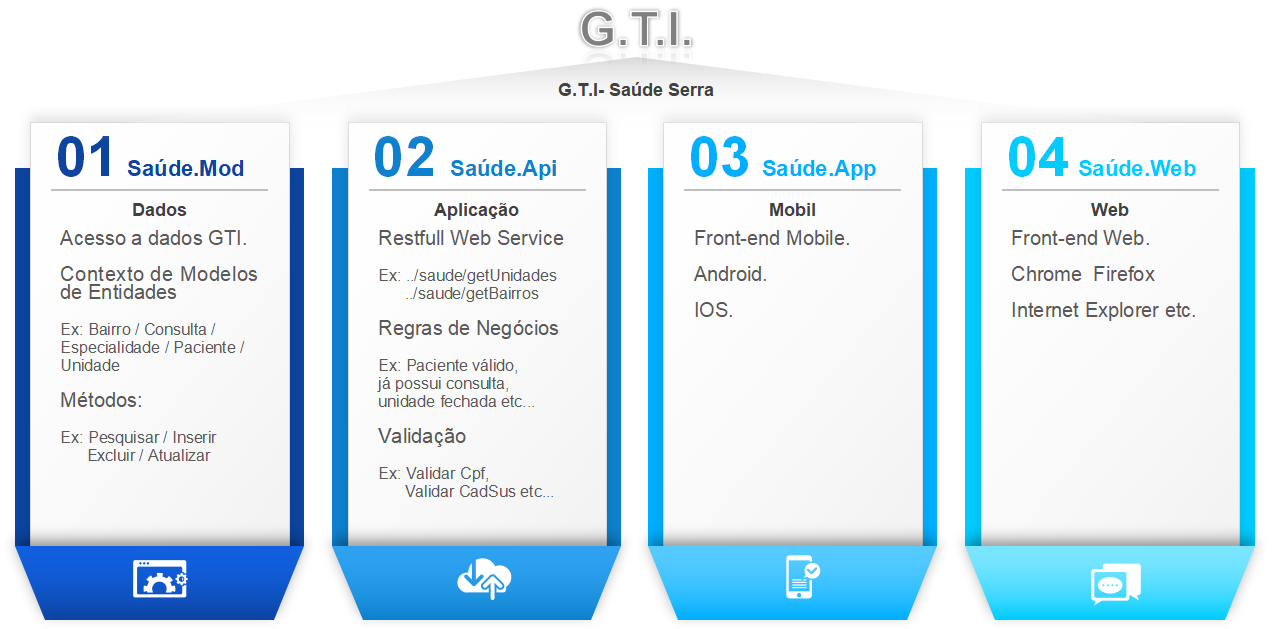 G.T.I.
G.T.I- Saúde Serra
01 Saúde.Mod
Dados
Acesso a dados GTI.
Contexto de Modelos
de Entidades
Ex: Bairro / Consulta /
Especialidade / Paciente /
Unidade
Métodos:
Ex: Pesquisar / Inserir
Excluir / Atualizar
02 Saúde.Api
Aplicação
Restfull Web Service
Ex: ../saude/getUnidades
../saude/getBairros
Regras de Negócios
Ex: Paciente válido,
já possui consulta,
unidade fechada etc...
Validação
Ex: Validar Cpf,
Validar CadSus etc...
03 Saúde.App
Mobil
Front-end Mobile.
Android.
IOS.
04 Saúde.Web
Web
Front-end Web.
Chrome  Firefox
Internet Explorer etc.